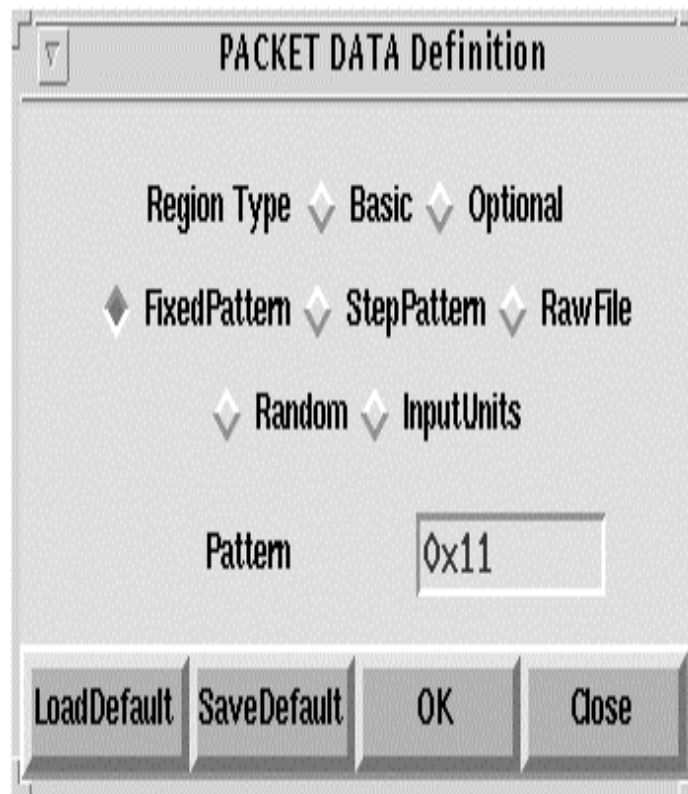 PACKET DATA Definition
Region Type Basic Optional
FixedPattern StepPattern RawFile
Random InputUnits
Pattern 0x11
LoadDefault SaveDefault OK Close